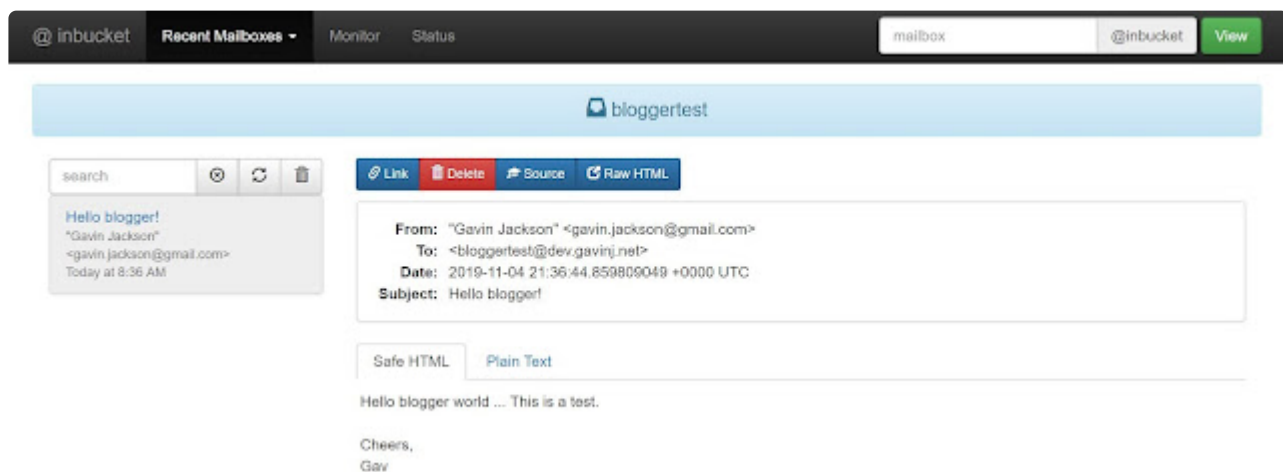 @ inbucket Recent Mailboxes Monitor Status mailbox @inbucket View
bloggertest
search
Link Delete Source Raw HTML
Hello blogger!
"Gavin Jackson"
<gavin.jackson@gmail.com>
Today at 8:36 AM
From: "Gavin Jackson" <gavin.jackson@gmail.com>
To: <bloggertest@dev.gavinj.net>
Date: 2019-11-04 21:36:44.859809049 +0000 UTC
Subject: Hello blogger!
Safe HTML Plain Text
Hello blogger world ... This is a test.
Cheers,
Gav